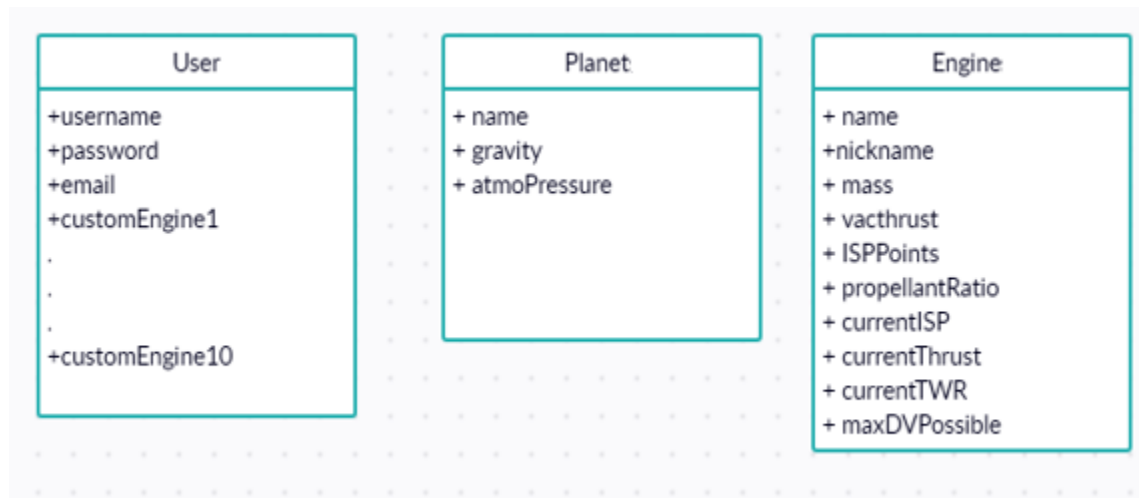 User
+username
+password
+email
+customEngine1
.
.
.
+customEngine10
Planet
+ name
+ gravity
+ atmoPressure
Engine
+ name
+nickname
+ mass
+ vacthrust
+ ISPPoints
+ propellantRatio
+ currentISP
+ currentThrust
+ currentTWR
+ maxDVPossible